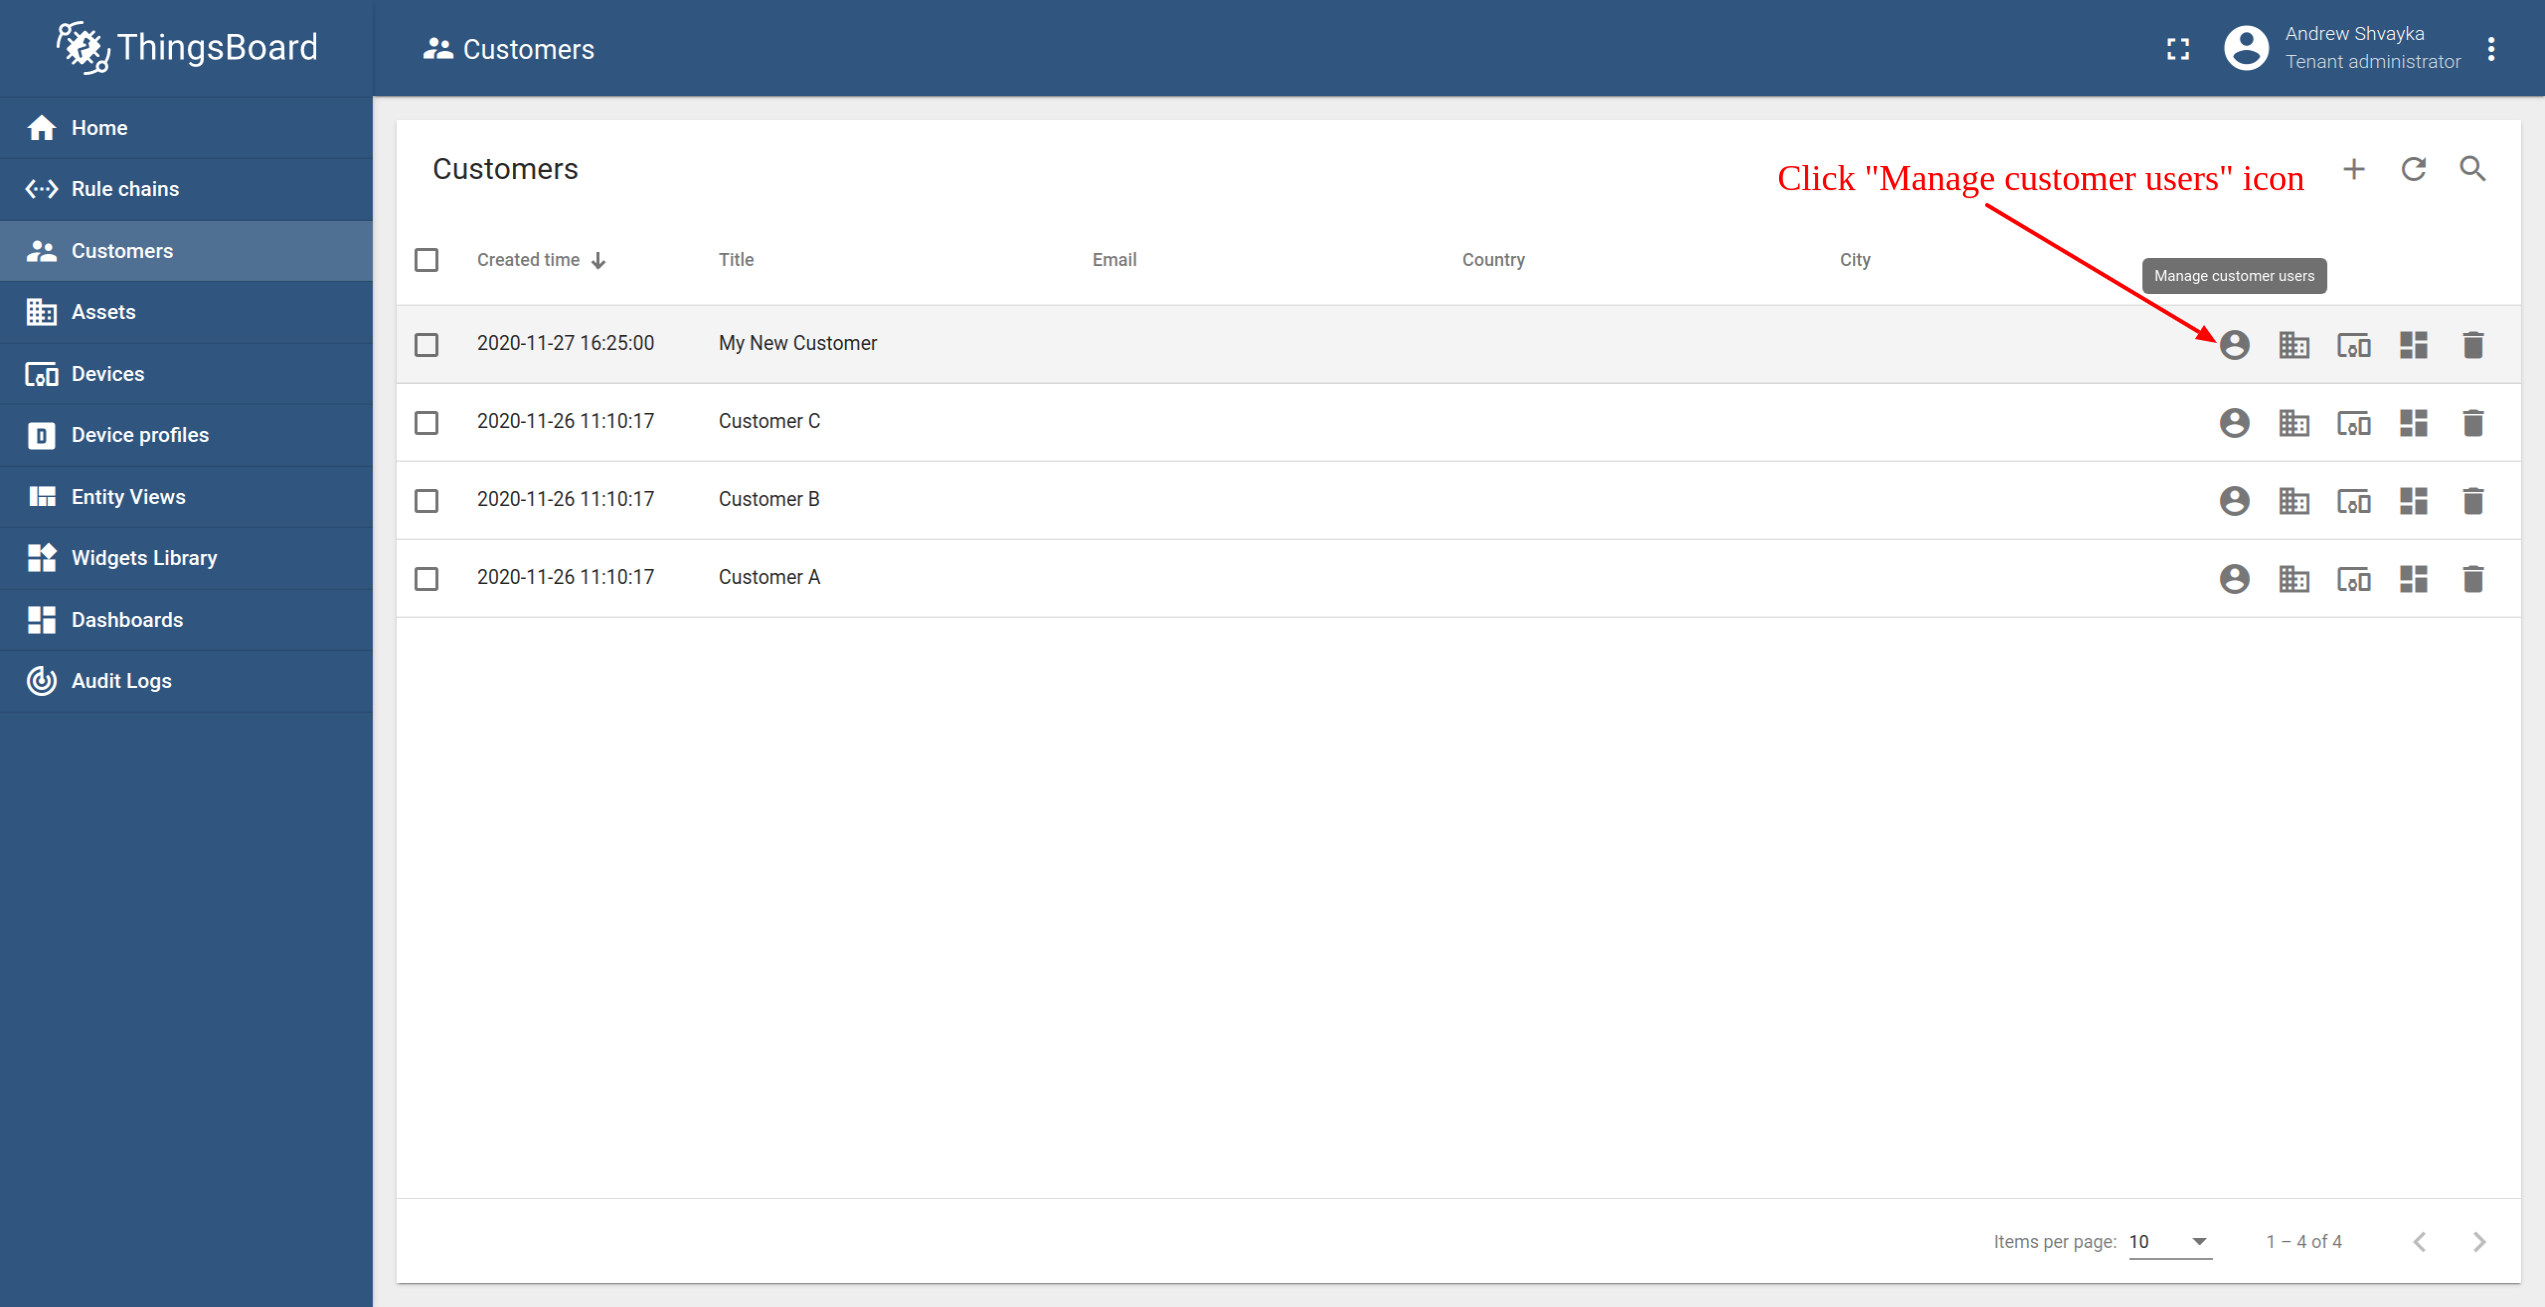 ThingsBoard
Customers
Andrew Shvayka
Tenant administrator
Home
Rule chains
Customers
Assets
Devices
D Device profiles
Entity Views
Widgets Library
Dashboards
Audit Logs
Customers
Click "Manage customer users" icon
Created time Title Email Country City
Manage customer users
2020-11-27 16:25:00 My New Customer
2020-11-26 11:10:17 Customer C
2020-11-26 11:10:17 Customer B
2020-11-26 11:10:17 Customer A
Items per page: 10 1 – 4 of 4